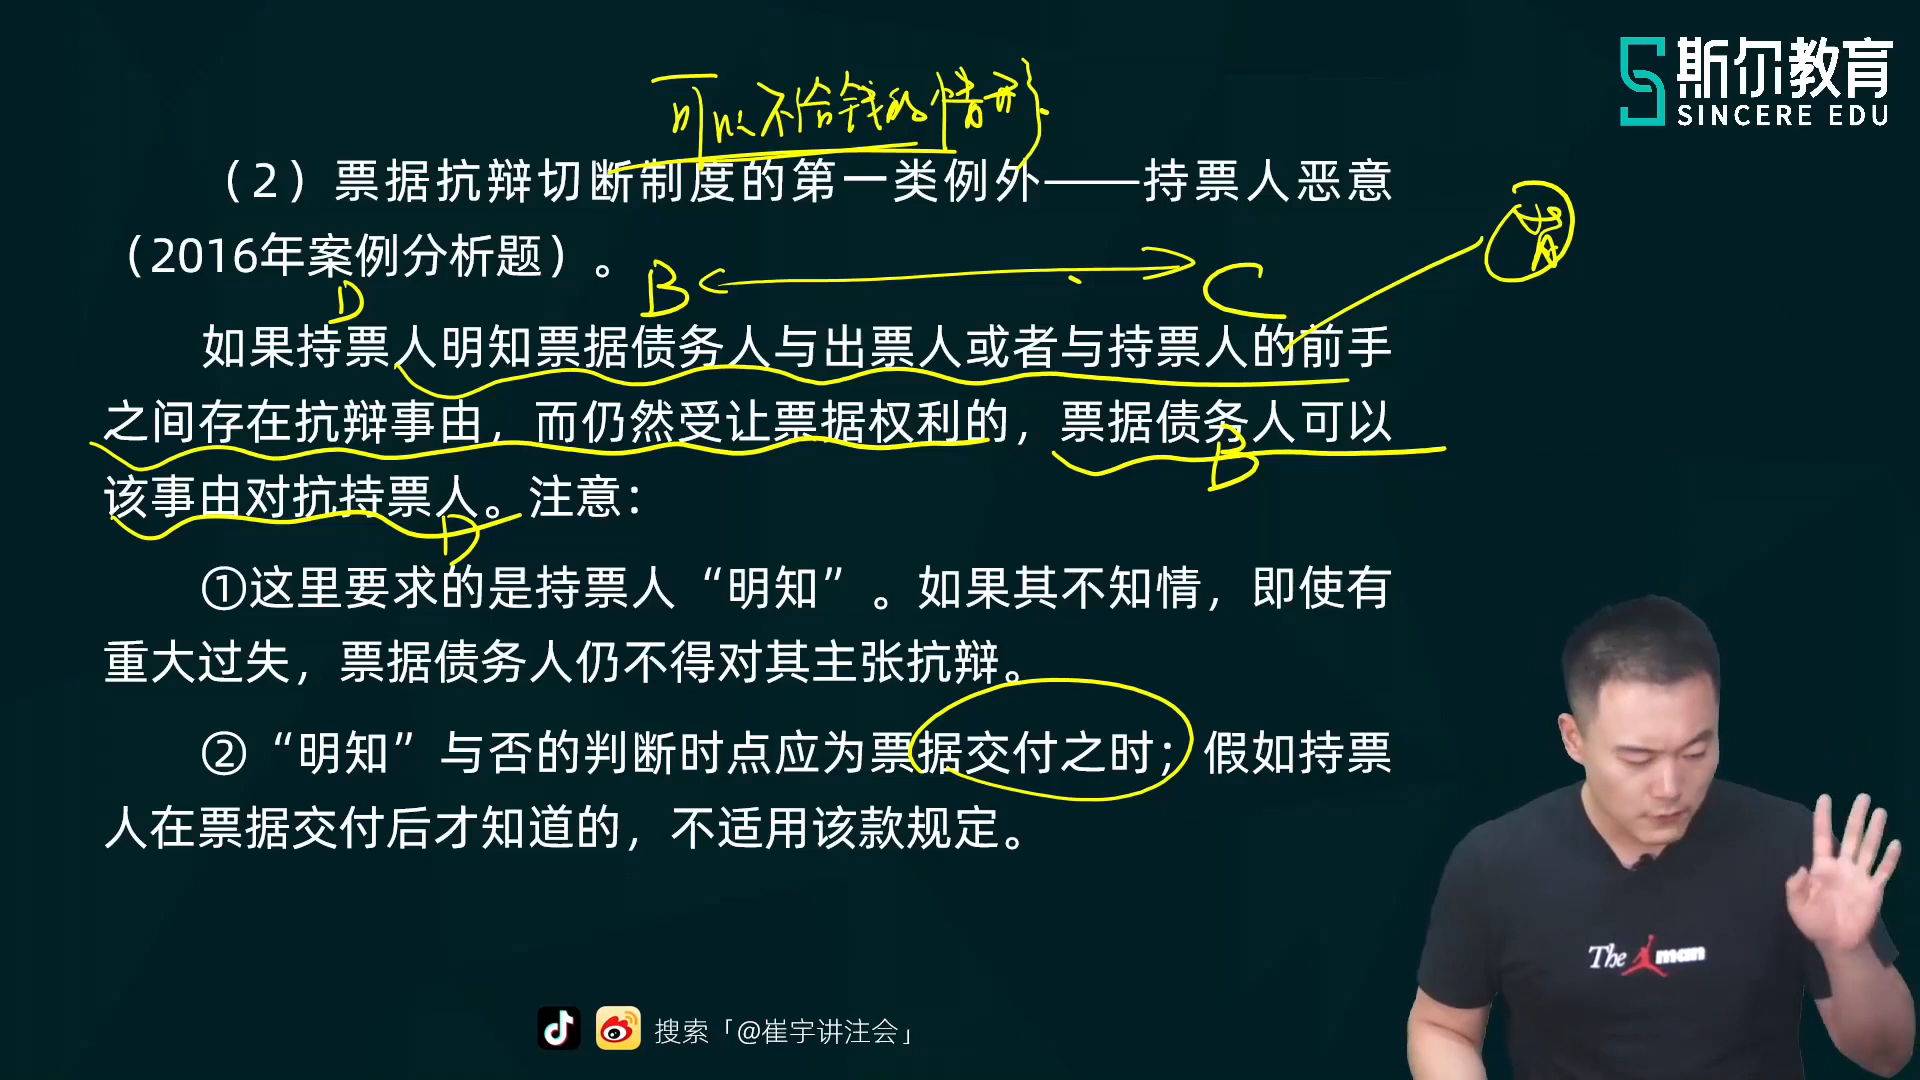 斯尔教育
SINCERE EDU
可以不给钱的情形
（2）票据抗辩切断制度的第一类例外——持票人恶意
（2016年案例分析题）。
D B C A
如果持票人明知票据债务人与出票人或者与持票人的前手
之间存在抗辩事由，而仍然受让票据权利的，票据债务人可以
B
该事由对抗持票人。注意：
D
①这里要求的是持票人“明知”。如果其不知情，即使有
重大过失，票据债务人仍不得对其主张抗辩。
②“明知”与否的判断时点应为票据交付之时；假如持票
人在票据交付后才知道的，不适用该款规定。
The man
搜索「@崔宇讲注会」